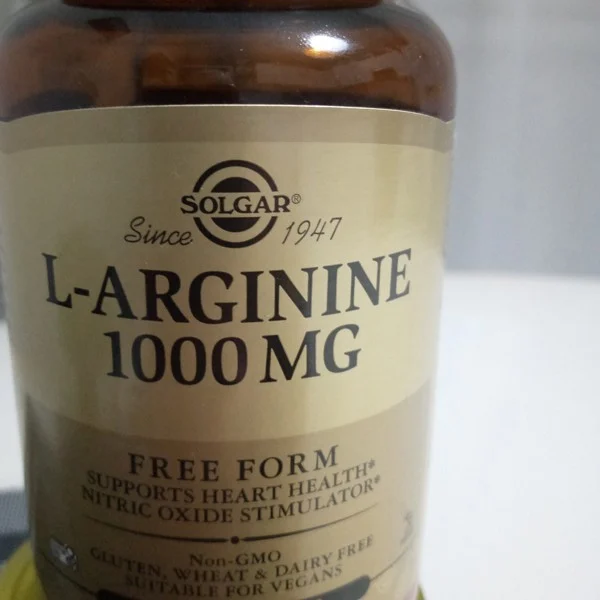 SOLGAR®
Since 1947
L-ARGININE
1000 MG
FREE FORM
SUPPORTS HEART HEALTH*
NITRIC OXIDE STIMULATOR*
Non-GMO
GLUTEN, WHEAT & DAIRY FREE
SUITABLE FOR VEGANS